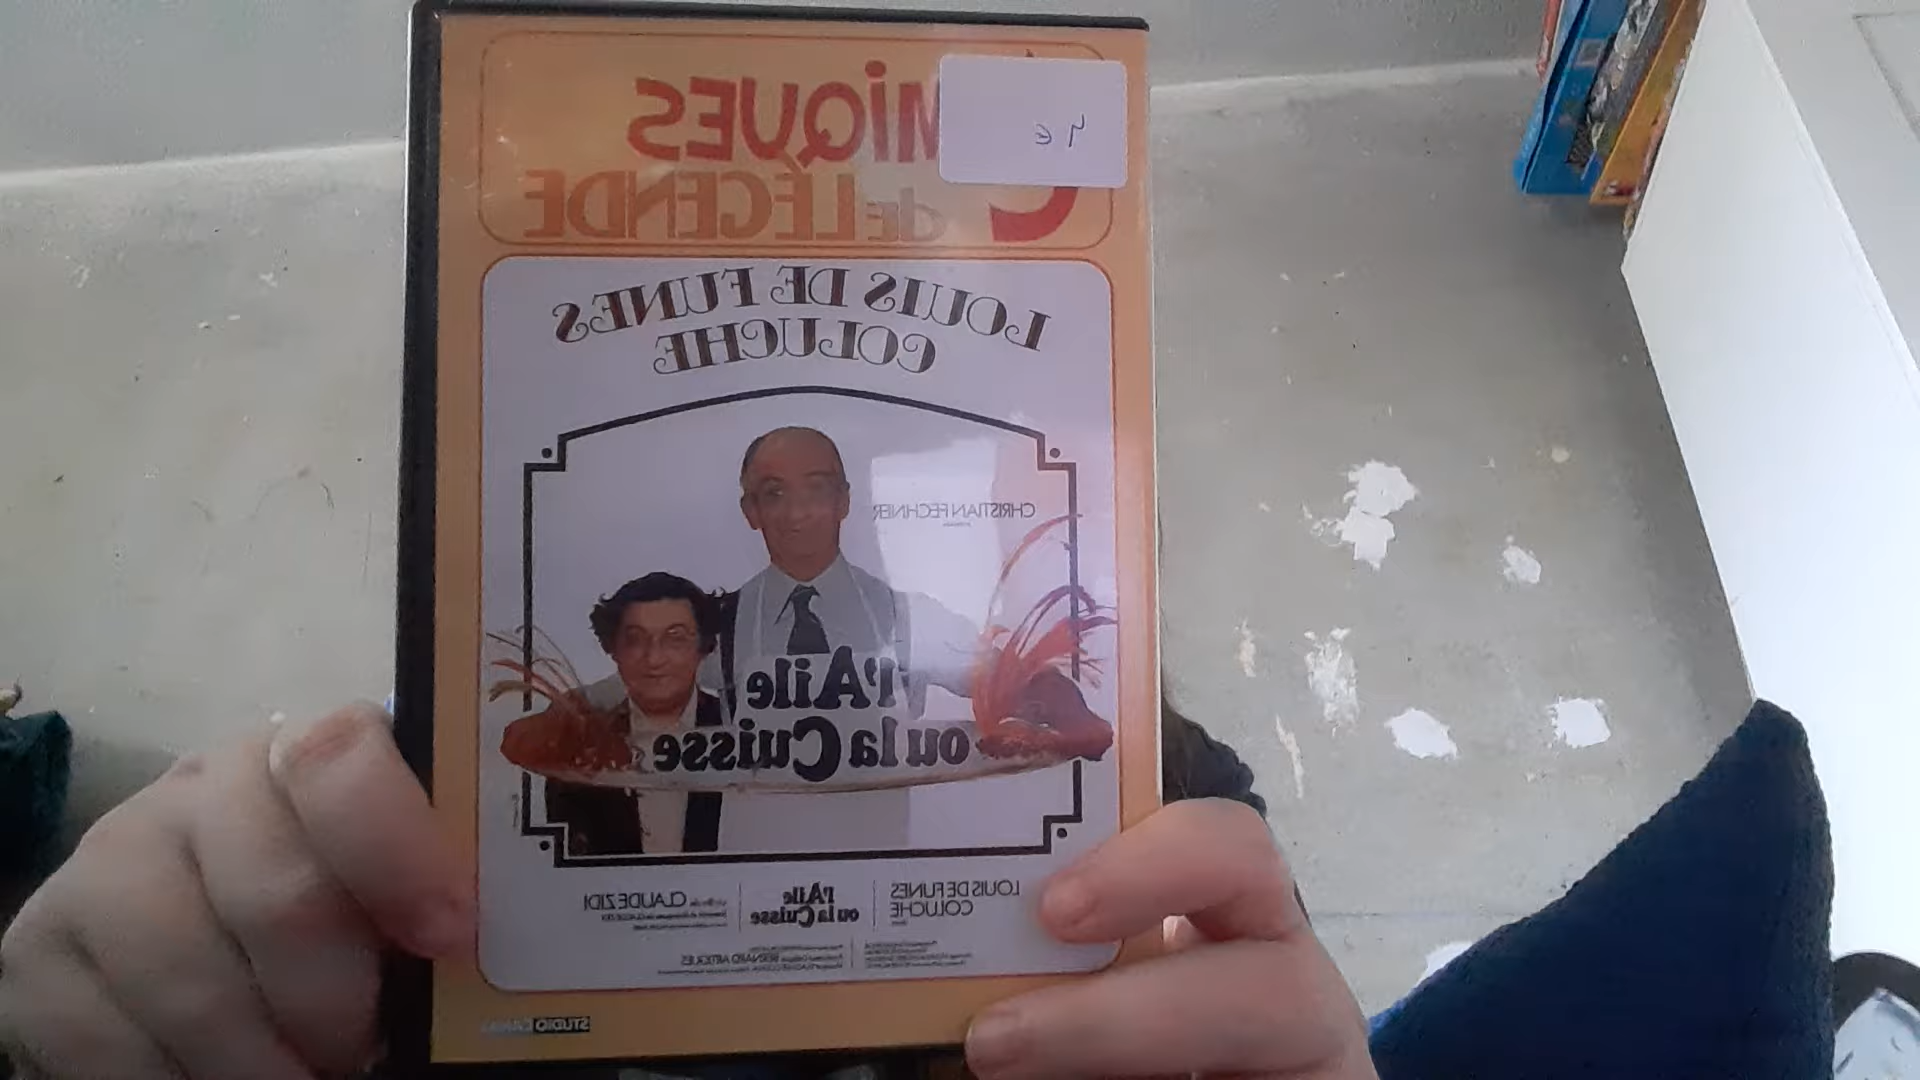 MiQUES
de LÉGENDE
LOUIS DE FUNES
COLUCHE
CHRISTIAN FECHNER
l'Aile
ou la Cuisse
LOUIS DE FUNES
COLUCHE
l'Aile
ou la Cuisse
CLAUDE ZIDI
BERNARD ARTIGUES
STUDIO CANAL